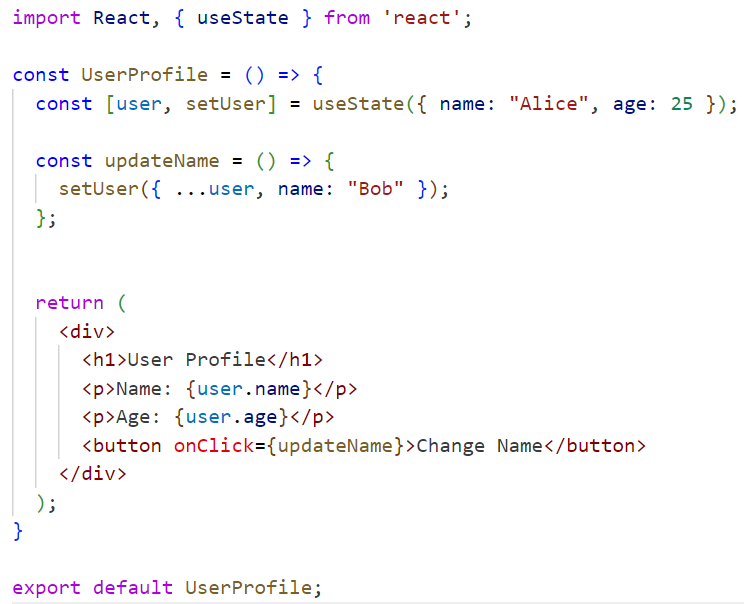 import React, { useState } from 'react';
const UserProfile = () => {
const [user, setUser] = useState({ name: "Alice", age: 25 });
const updateName = () => {
setUser({ ...user, name: "Bob" });
};
return (
<div>
<h1>User Profile</h1>
<p>Name: {user.name}</p>
<p>Age: {user.age}</p>
<button onClick={updateName}>Change Name</button>
</div>
);
}
export default UserProfile;